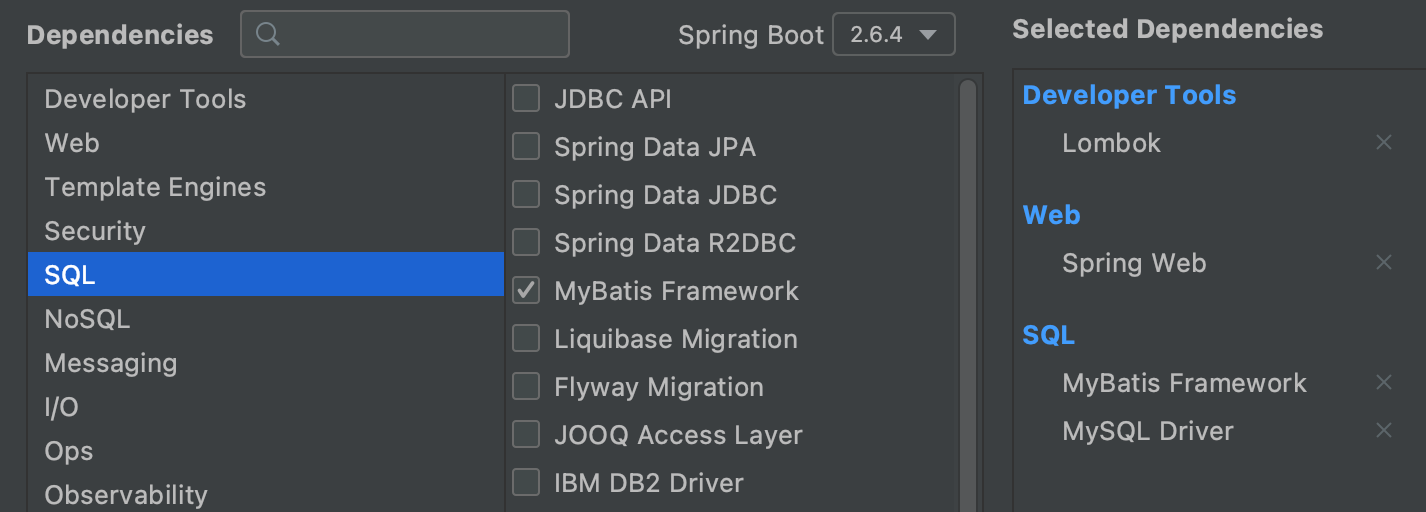 Dependencies
Spring Boot 2.6.4
Developer Tools
Web
Template Engines
Security
SQL
NoSQL
Messaging
I/O
Ops
Observability
JDBC API
Spring Data JPA
Spring Data JDBC
Spring Data R2DBC
MyBatis Framework
Liquibase Migration
Flyway Migration
JOOQ Access Layer
IBM DB2 Driver
Selected Dependencies
Developer Tools
Lombok
Web
Spring Web
SQL
MyBatis Framework
MySQL Driver